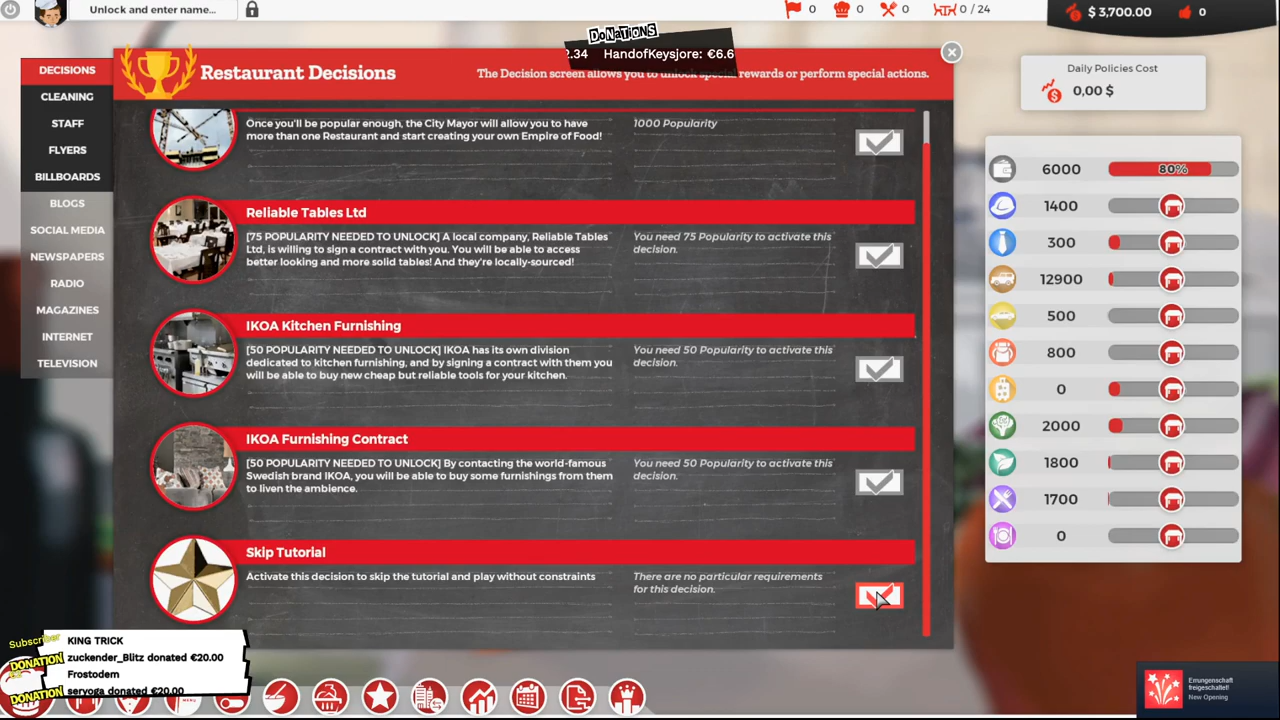 Unlock and enter name...
0
0
0
0 / 24
$ 3,700.00
0
DONATIONS
2.34 HandofKeysjore: €6.6
Restaurant Decisions
The Decision screen allows you to unlock special rewards or perform special actions.
DECISIONS
CLEANING
STAFF
FLYERS
BILLBOARDS
BLOGS
SOCIAL MEDIA
NEWSPAPERS
RADIO
MAGAZINES
INTERNET
TELEVISION
Once you'll be popular enough, the City Mayor will allow you to have
more than one Restaurant and start creating your own Empire of Food!
1000 Popularity
Reliable Tables Ltd
[75 POPULARITY NEEDED TO UNLOCK] A local company, Reliable Tables
Ltd, is willing to sign a contract with you. You will be able to access
better looking and more solid tables! And they're locally-sourced!
You need 75 Popularity to activate this
decision.
IKOA Kitchen Furnishing
[50 POPULARITY NEEDED TO UNLOCK] IKOA has its own division
dedicated to kitchen furnishing, and by signing a contract with them you
will be able to buy new cheap but reliable tools for your kitchen.
You need 50 Popularity to activate this
decision.
IKOA Furnishing Contract
[50 POPULARITY NEEDED TO UNLOCK] By contacting the world-famous
Swedish brand IKOA, you will be able to buy some furnishings from them
to liven the ambience.
You need 50 Popularity to activate this
decision.
Skip Tutorial
Activate this decision to skip the tutorial and play without constraints
There are no particular requirements
for this decision.
Daily Policies Cost
0,00 $
6000
80%
1400
300
12900
500
800
0
2000
1800
1700
0
Subscriber KING TRICK
DONATION zuckender_Blitz donated €20.00
Frostodem
DONATION servoga donated €20.00
MENU
Errungenschaft
freigeschaltet!
New Opening